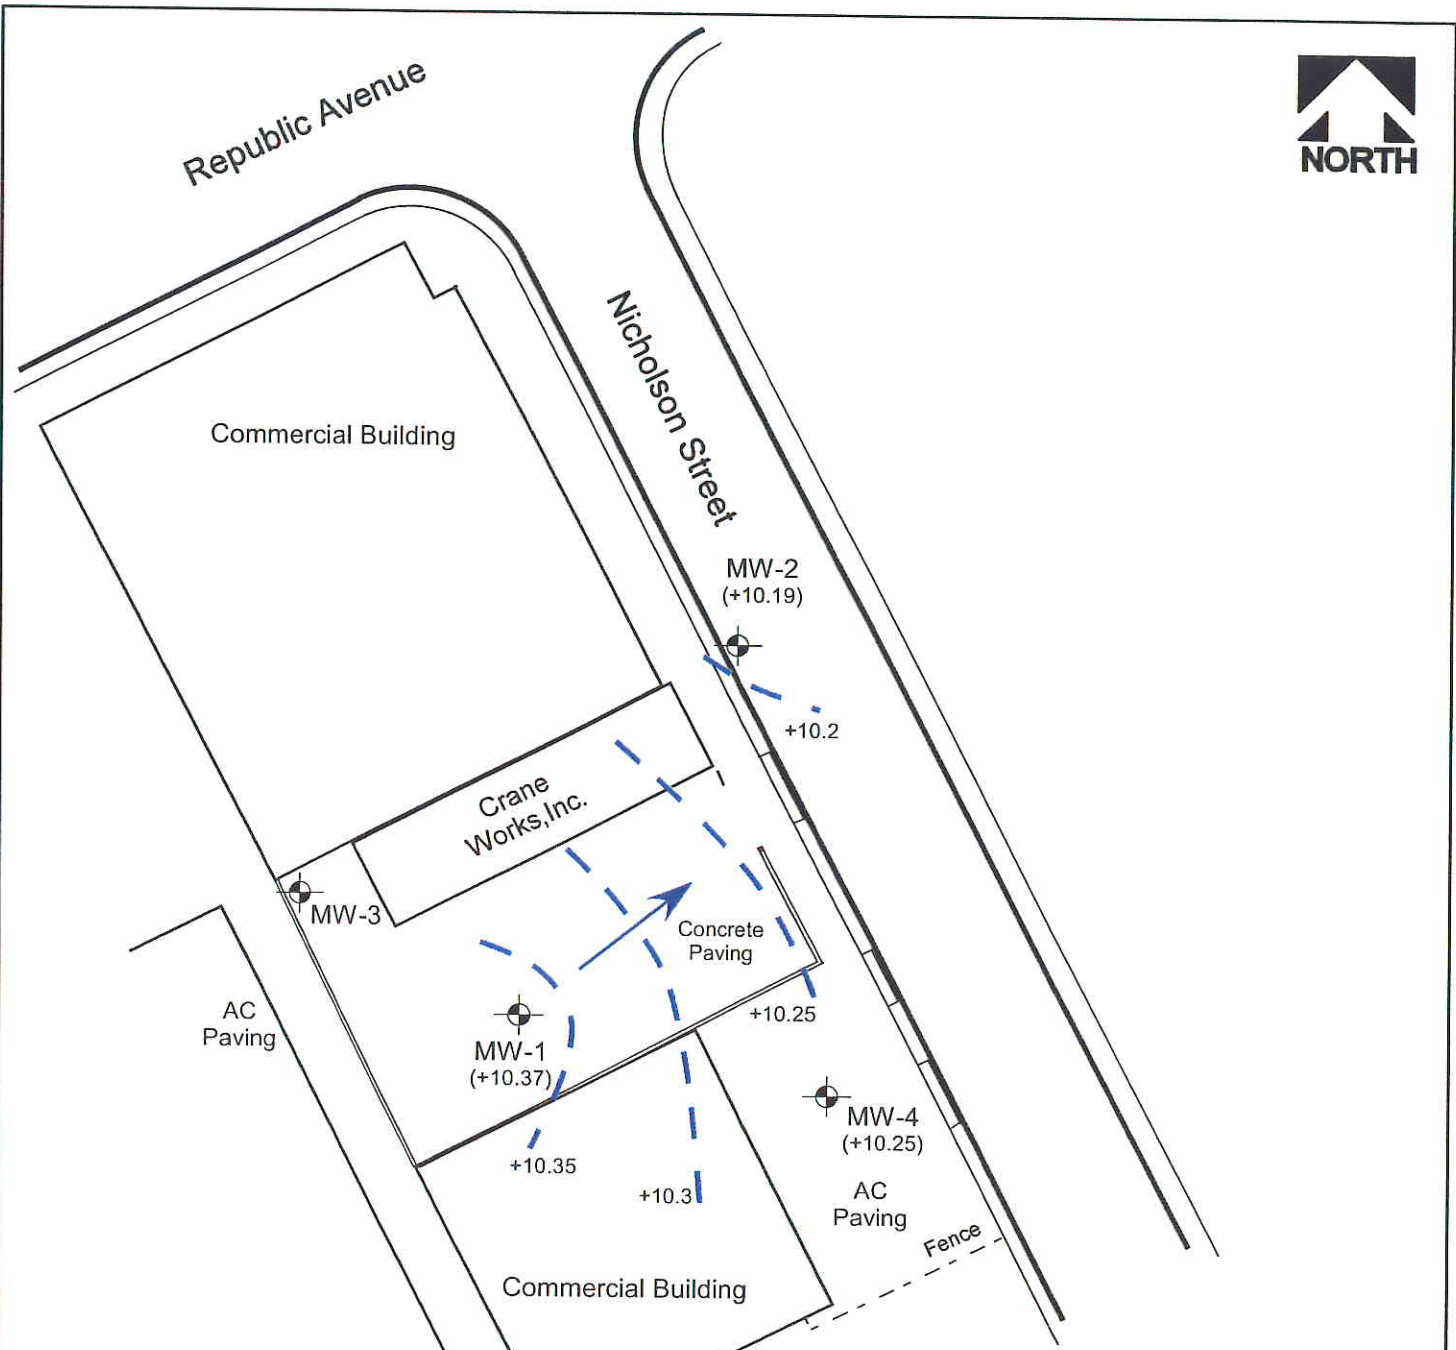 Republic Avenue
NORTH
Nicholson Street
Commercial Building
MW-2
(+10.19)
+10.2
Crane
Works,Inc.
MW-3
Concrete
Paving
AC
Paving
+10.25
MW-1
(+10.37)
MW-4
(+10.25)
+10.35
+10.3
AC
Paving
Fence
Commercial Building